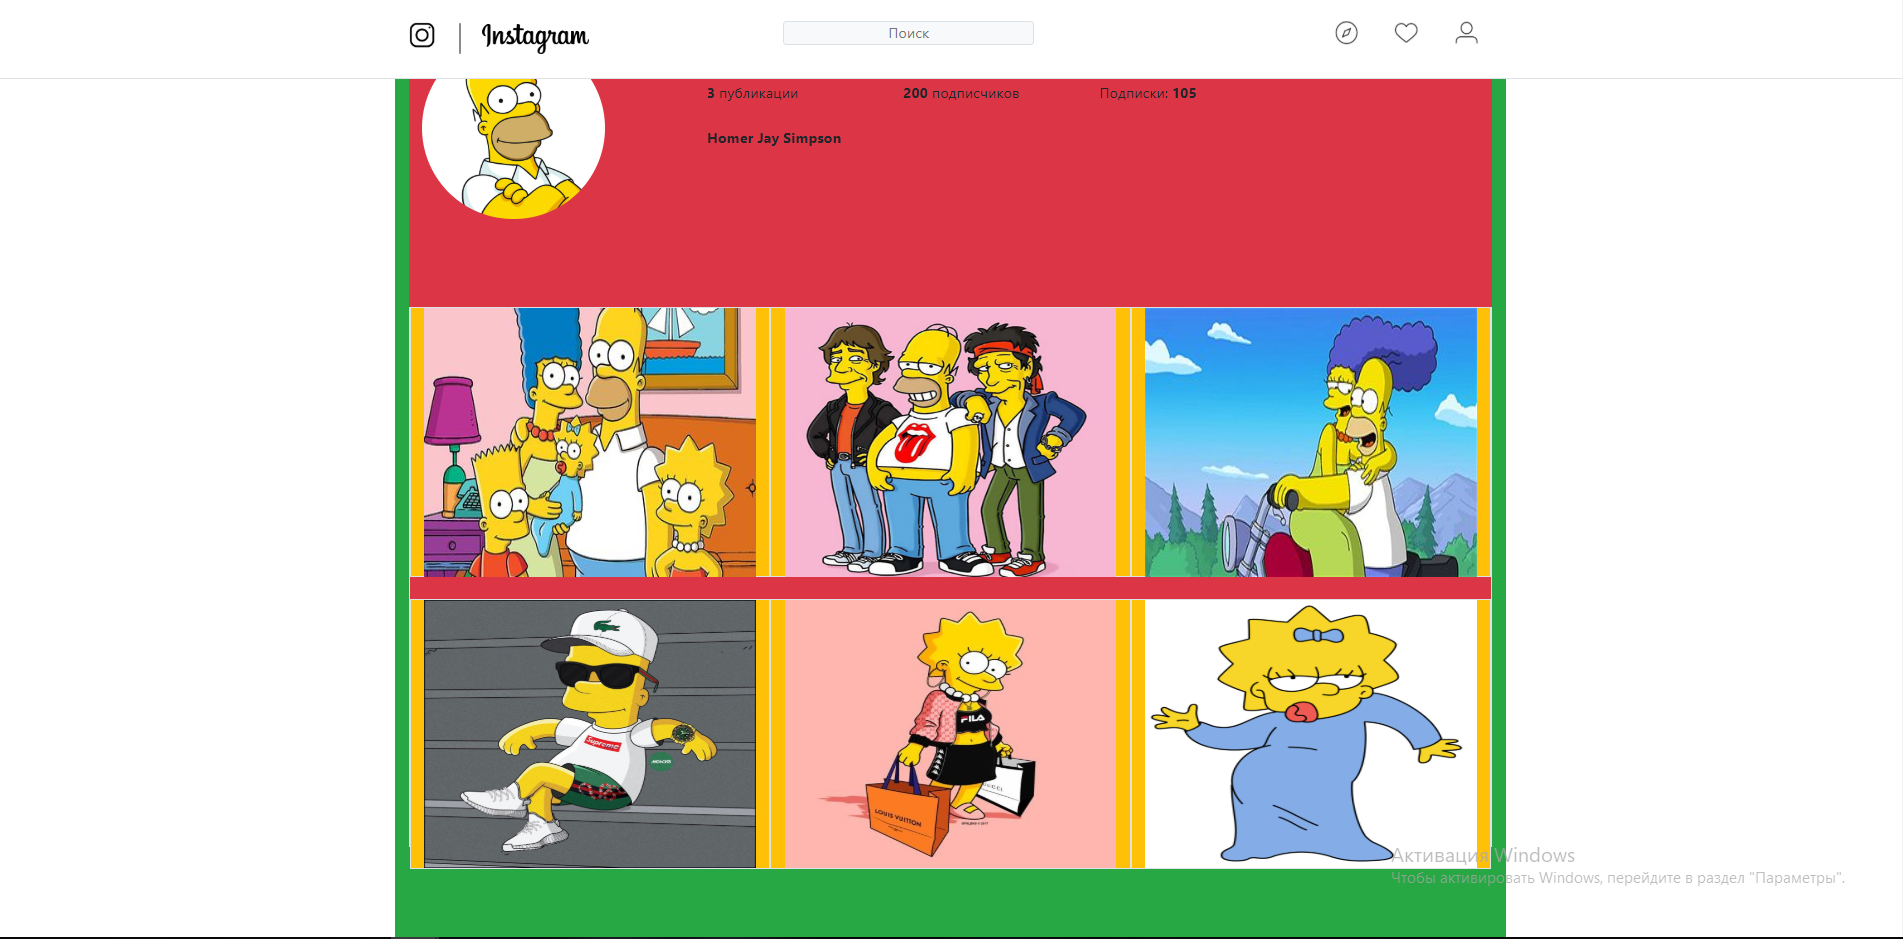 Instagram
Поиск
3 публикации
200 подписчиков
Подписки: 105
Homer Jay Simpson
Supreme
FILA
LOUIS VUITTON
GUCCI
Активация Windows
Чтобы активировать Windows, перейдите в раздел "Параметры".